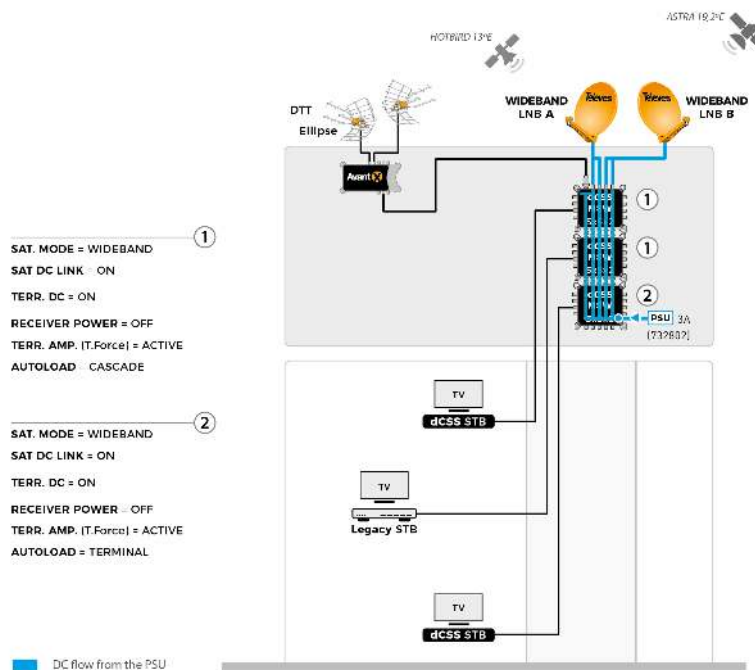 ASTRA 19,2ºE
HOTBIRD 13ºE
DTT
Ellipse
WIDEBAND
LNB A
Televes
Televes
WIDEBAND
LNB B
Avant X
1
1
2
PSU 3A
(732802)
1
SAT. MODE = WIDEBAND
SAT DC LINK = ON
TERR. DC = ON
RECEIVER POWER = OFF
TERR. AMP. (T.Force) = ACTIVE
AUTOLOAD = CASCADE
2
SAT. MODE = WIDEBAND
SAT DC LINK = ON
TERR. DC = ON
RECEIVER POWER = OFF
TERR. AMP. (T.Force) = ACTIVE
AUTOLOAD = TERMINAL
TV
dCSS STB
TV
Legacy STB
TV
dCSS STB
DC flow from the PSU